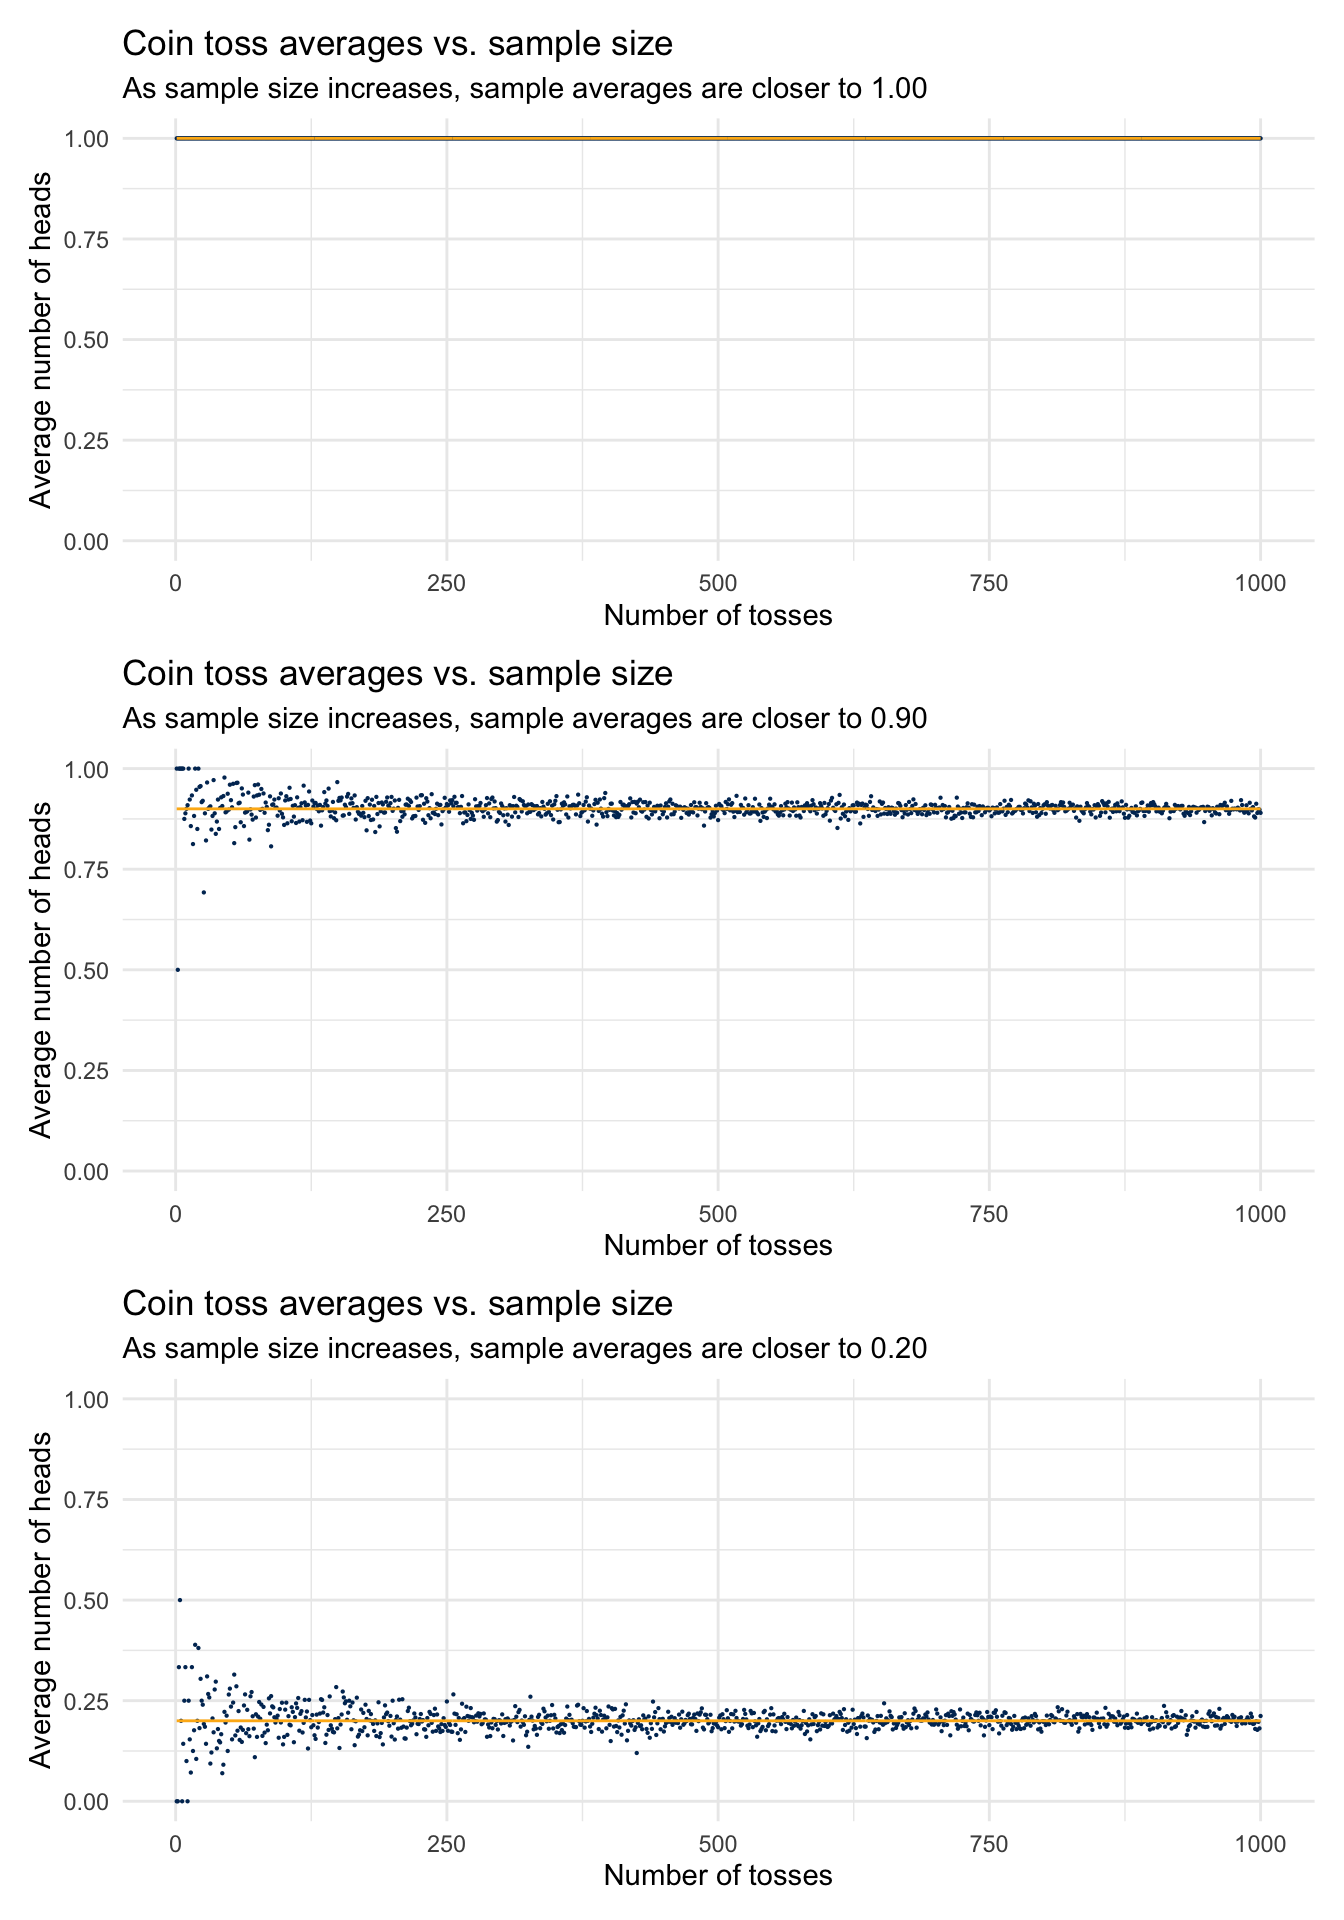 Coin toss averages vs. sample size
As sample size increases, sample averages are closer to 1.00
Average number of heads
1.00
0.75
0.50
0.25
0.00
0 250 500 750 1000
Number of tosses
Coin toss averages vs. sample size
As sample size increases, sample averages are closer to 0.90
Average number of heads
1.00
0.75
0.50
0.25
0.00
0 250 500 750 1000
Number of tosses
Coin toss averages vs. sample size
As sample size increases, sample averages are closer to 0.20
Average number of heads
1.00
0.75
0.50
0.25
0.00
0 250 500 750 1000
Number of tosses